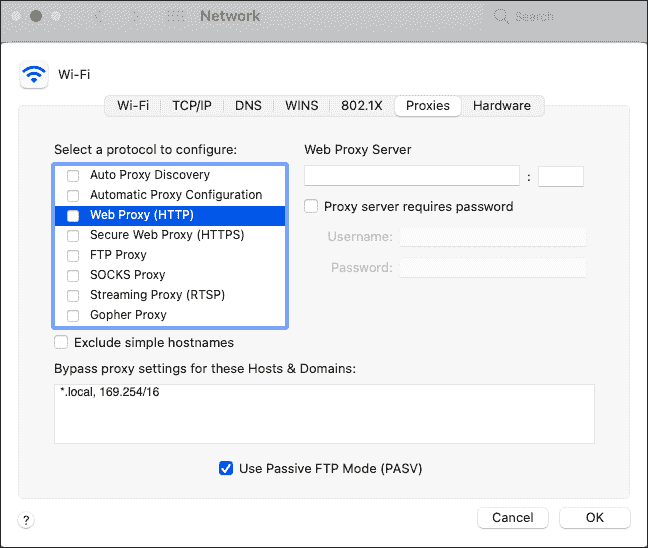 Network
Search
Wi-Fi
Wi-Fi TCP/IP DNS WINS 802.1X Proxies Hardware
Select a protocol to configure:
Auto Proxy Discovery
Automatic Proxy Configuration
Web Proxy (HTTP)
Secure Web Proxy (HTTPS)
FTP Proxy
SOCKS Proxy
Streaming Proxy (RTSP)
Gopher Proxy
Exclude simple hostnames
Web Proxy Server
:
Proxy server requires password
Username:
Password:
Bypass proxy settings for these Hosts & Domains:
*.local, 169.254/16
Use Passive FTP Mode (PASV)
?
Cancel
OK